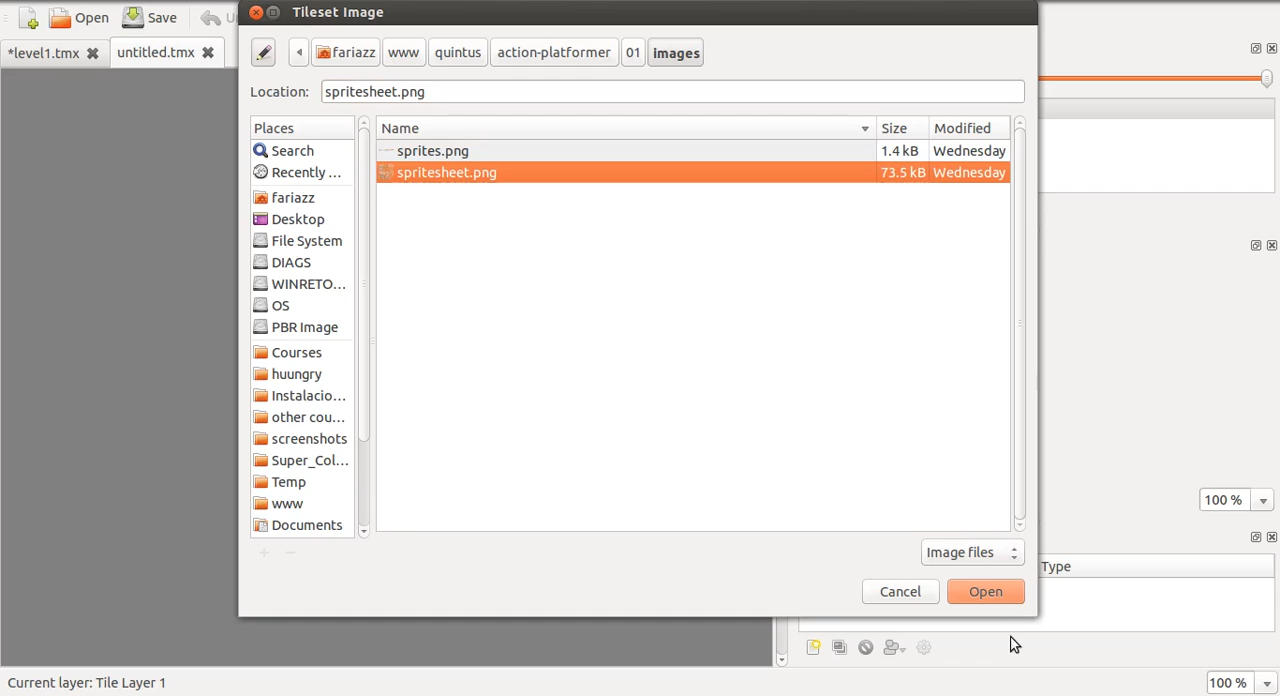 Tileset Image
Open Save
*level1.tmx untitled.tmx
fariazz www quintus action-platformer 01 images
Location: spritesheet.png
Places
Search
Recently ...
fariazz
Desktop
File System
DIAGS
WINRETO...
OS
PBR Image
Courses
huungry
Instalacio...
other cou...
screenshots
Super_Col...
Temp
www
Documents
Name Size Modified
sprites.png 1.4 kB Wednesday
spritesheet.png 73.5 kB Wednesday
Image files
Cancel Open
100 %
Type
Current layer: Tile Layer 1
100 %